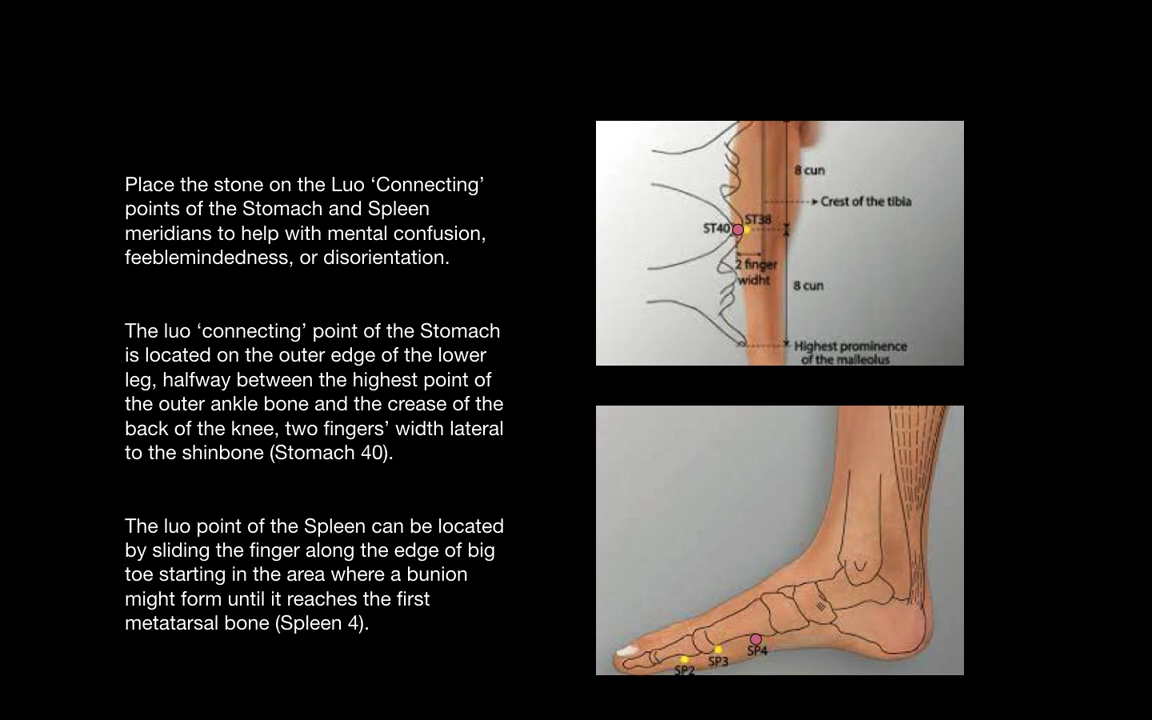 Place the stone on the Luo ‘Connecting’
points of the Stomach and Spleen
meridians to help with mental confusion,
feeblemindedness, or disorientation.
The luo ‘connecting’ point of the Stomach
is located on the outer edge of the lower
leg, halfway between the highest point of
the outer ankle bone and the crease of the
back of the knee, two fingers’ width lateral
to the shinbone (Stomach 40).
The luo point of the Spleen can be located
by sliding the finger along the edge of big
toe starting in the area where a bunion
might form until it reaches the first
metatarsal bone (Spleen 4).
8 cun
Crest of the tibia
ST38
ST40
2 finger
widht
8 cun
Highest prominence
of the malleolus
SP4
SP3
SP2